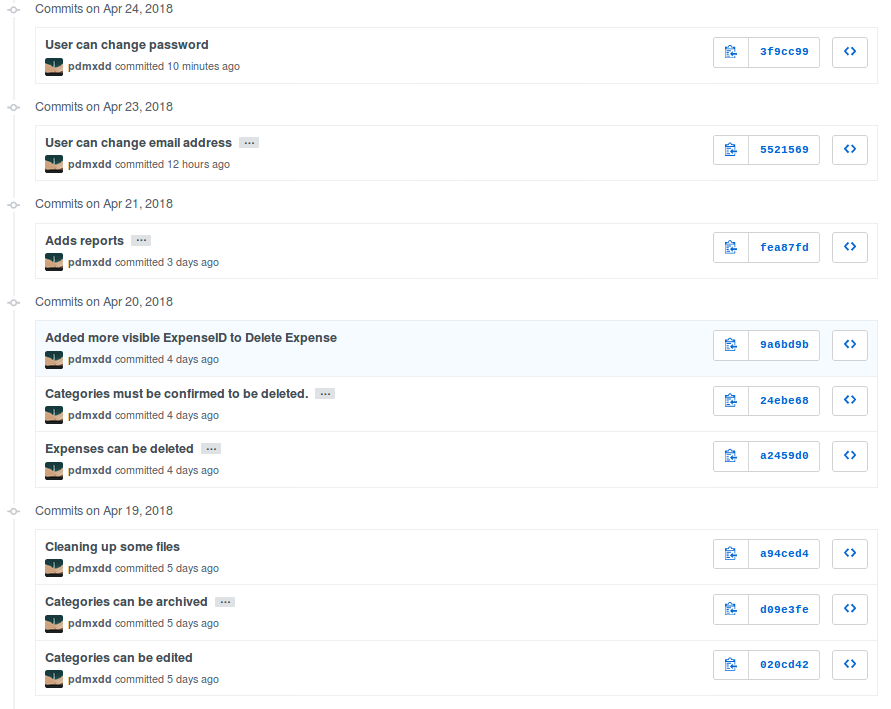 Commits on Apr 24, 2018
User can change password
pdmxdd committed 10 minutes ago
3f9cc99
Commits on Apr 23, 2018
User can change email address ...
pdmxdd committed 12 hours ago
5521569
Commits on Apr 21, 2018
Adds reports ...
pdmxdd committed 3 days ago
fea87fd
Commits on Apr 20, 2018
Added more visible ExpenseID to Delete Expense
pdmxdd committed 4 days ago
9a6bd9b
Categories must be confirmed to be deleted. ...
pdmxdd committed 4 days ago
24ebe68
Expenses can be deleted ...
pdmxdd committed 4 days ago
a2459d0
Commits on Apr 19, 2018
Cleaning up some files
pdmxdd committed 5 days ago
a94ced4
Categories can be archived ...
pdmxdd committed 5 days ago
d09e3fe
Categories can be edited
pdmxdd committed 5 days ago
020cd42